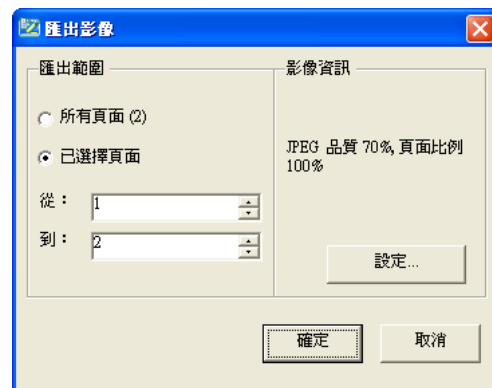 匯出影像
匯出範圍
所有頁面 (2)
已選擇頁面
從：
1
到：
2
影像資訊
JPEG 品質 70%, 頁面比例
100%
設定...
確定
取消